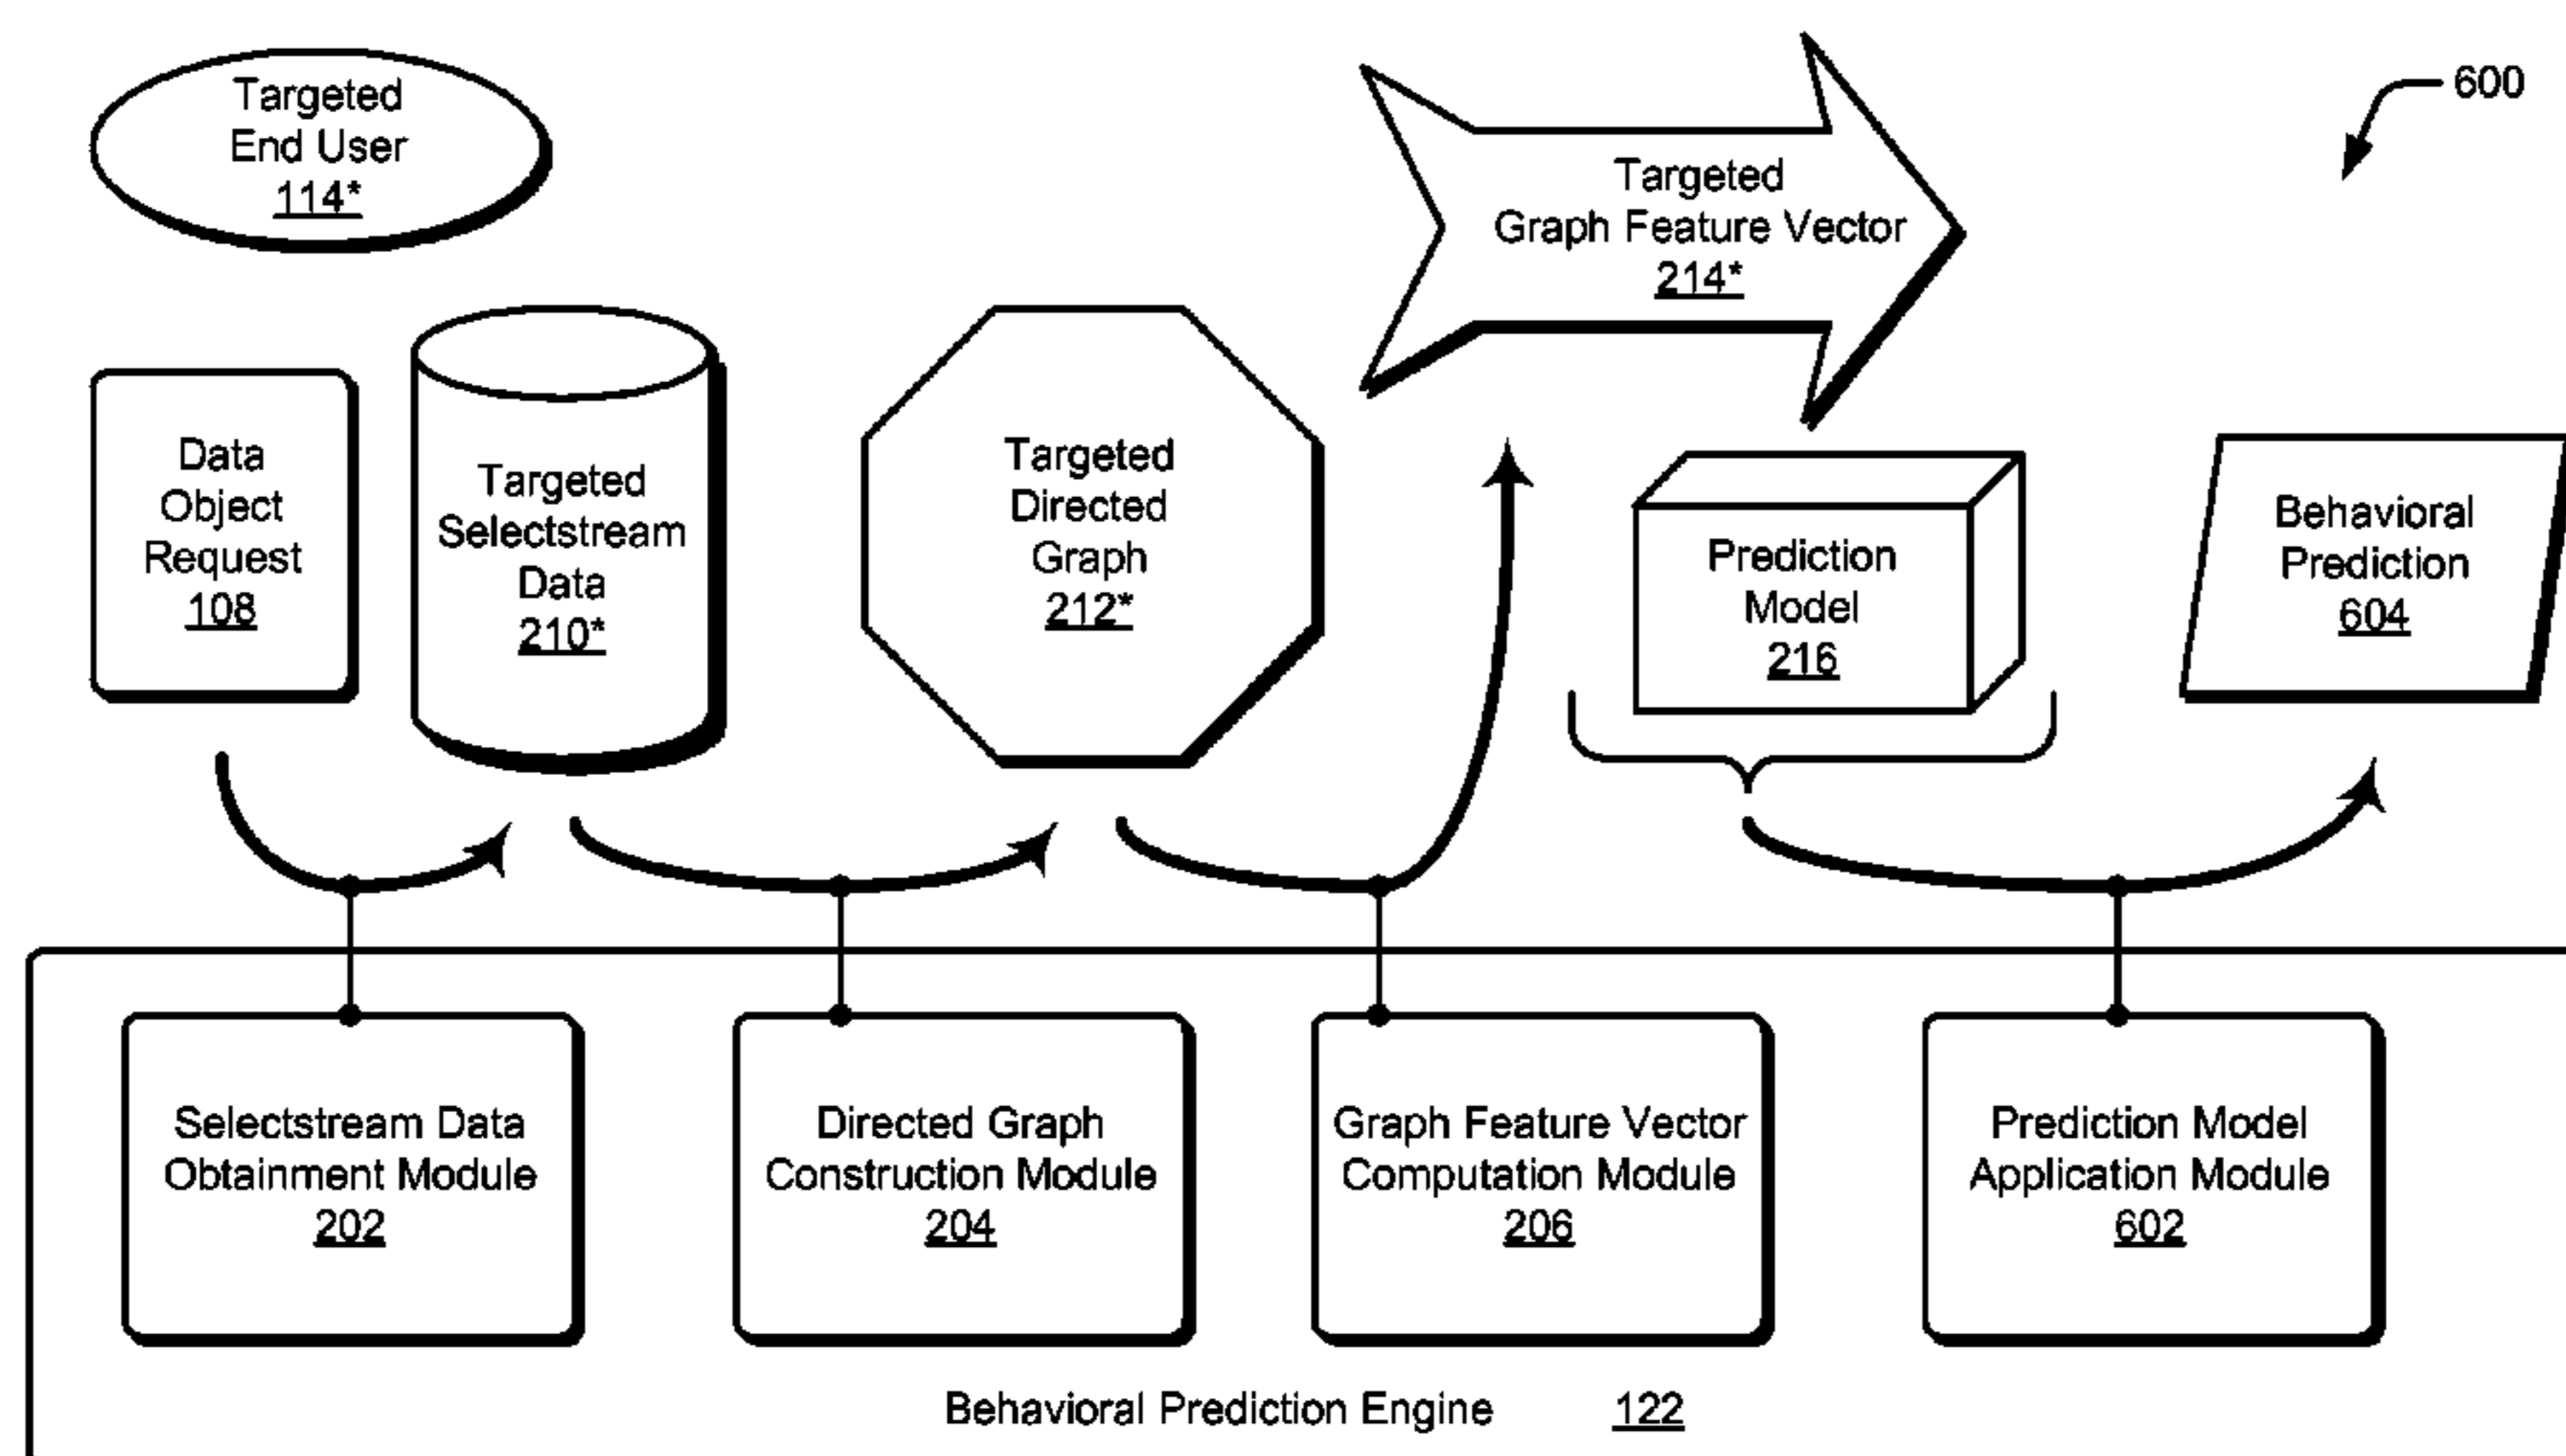 Targeted
End User
114*
Targeted
Graph Feature Vector
214*
600
Data
Object
Request
108
Targeted
Selectstream
Data
210*
Targeted
Directed
Graph
212*
Prediction
Model
216
Behavioral
Prediction
604
Selectstream Data
Obtainment Module
202
Directed Graph
Construction Module
204
Graph Feature Vector
Computation Module
206
Prediction Model
Application Module
602
Behavioral Prediction Engine 122